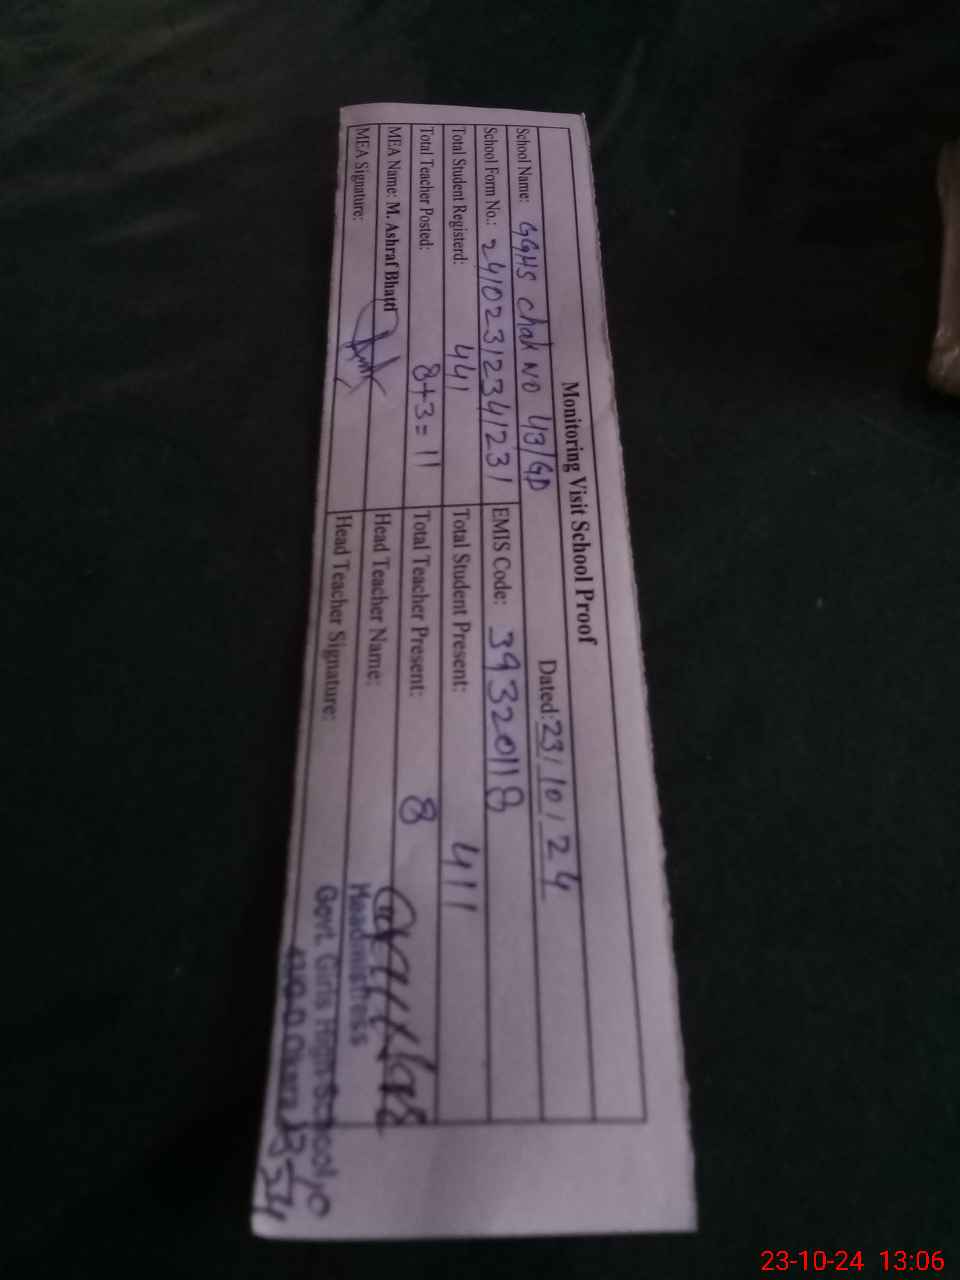 Monitoring Visit School Proof
Dated: 23/10/24
School Name: GGHS chak NO 43/GD
School Form No.: 24102312341231 EMIS Code: 39320118
Total Student Registerd: 441 Total Student Present: 411
Total Teacher Posted: 8+3=11 Total Teacher Present: 8
MEA Name: M. Ashraf Bhatti Head Teacher Name:
MEA Signature: Head Teacher Signature:
Headmistress
Govt. Girls High School
43/G.D Okara
23-10-24 13:06